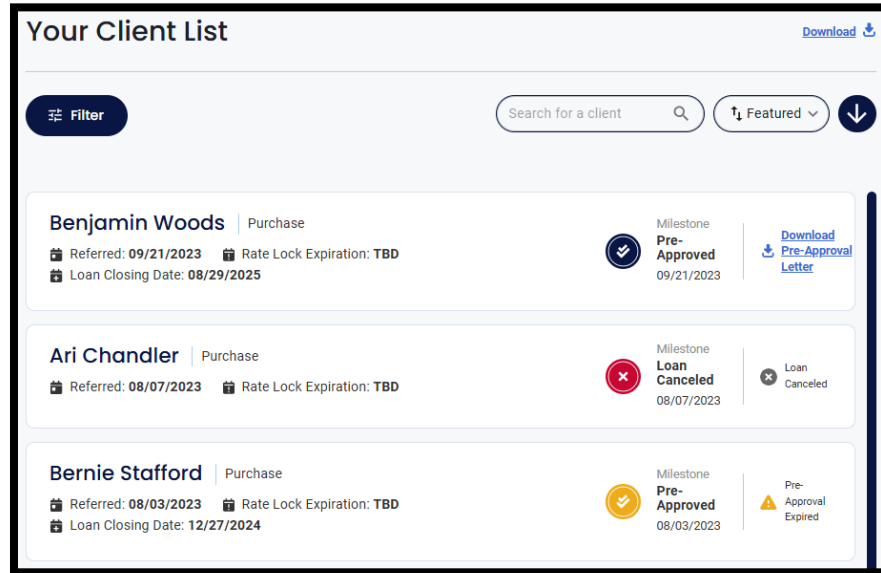 Your Client List
Download
Filter
Search for a client
Featured
Benjamin Woods Purchase
Referred: 09/21/2023 Rate Lock Expiration: TBD
Loan Closing Date: 08/29/2025
Milestone
Pre-
Approved
09/21/2023
Download
Pre-Approval
Letter
Ari Chandler Purchase
Referred: 08/07/2023 Rate Lock Expiration: TBD
Milestone
Loan
Canceled
08/07/2023
Loan
Canceled
Bernie Stafford Purchase
Referred: 08/03/2023 Rate Lock Expiration: TBD
Loan Closing Date: 12/27/2024
Milestone
Pre-
Approved
08/03/2023
Pre-
Approval
Expired